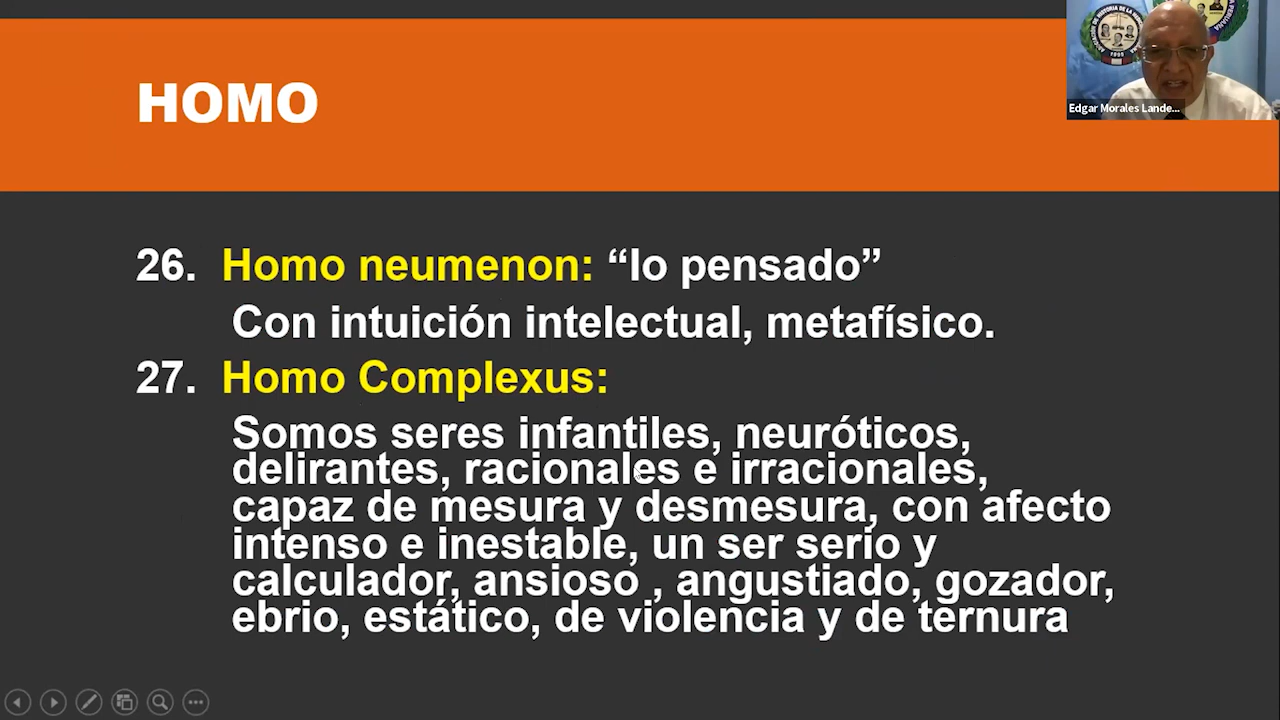 HOMO
Edgar Morales Lande...
26. Homo neumenon: “lo pensado”
Con intuición intelectual, metafísico.
27. Homo Complexus:
Somos seres infantiles, neuróticos,
delirantes, racionales e irracionales,
capaz de mesura y desmesura, con afecto
intenso e inestable, un ser serio y
calculador, ansioso , angustiado, gozador,
ebrio, estático, de violencia y de ternura